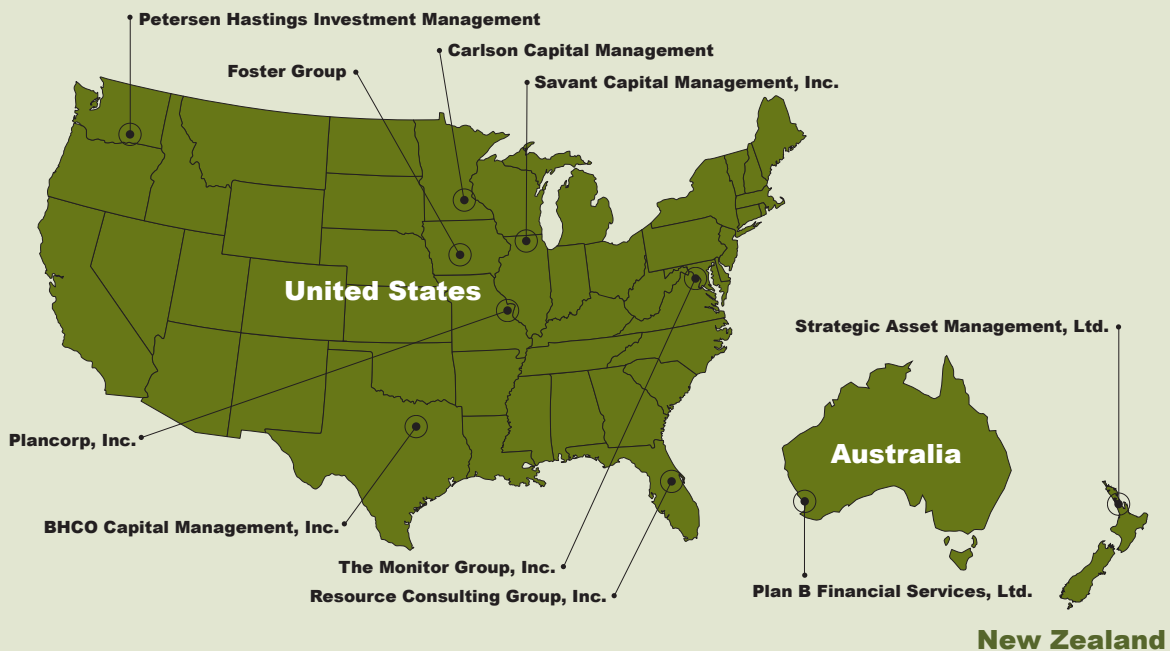 Petersen Hastings Investment Management
Carlson Capital Management
Foster Group
Savant Capital Management, Inc.
United States
Strategic Asset Management, Ltd.
Plancorp, Inc.
Australia
BHCO Capital Management, Inc.
The Monitor Group, Inc.
Plan B Financial Services, Ltd.
Resource Consulting Group, Inc.
New Zealand